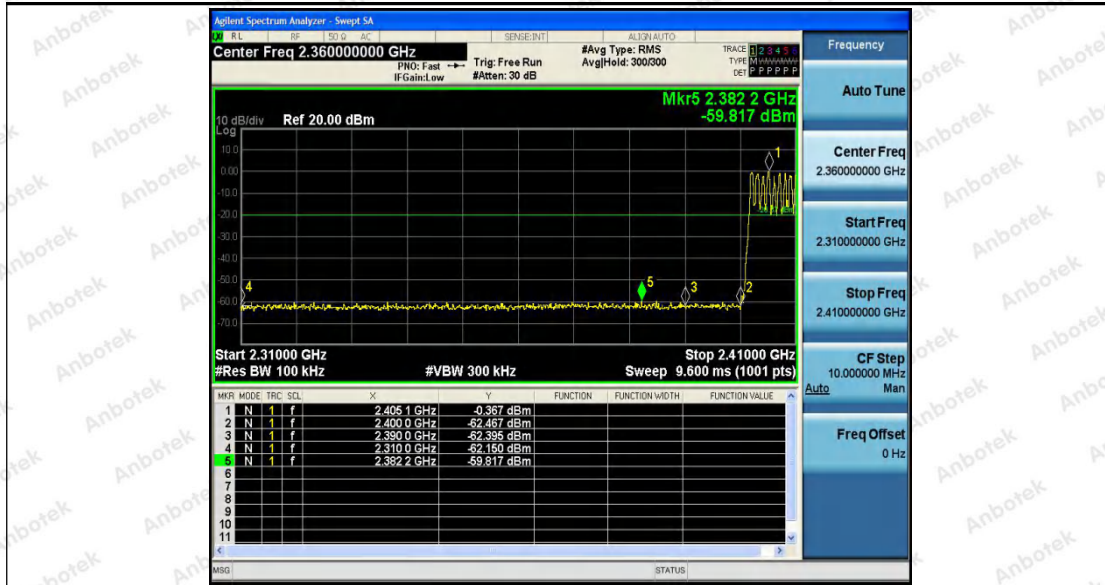 Agilent Spectrum Analyzer - Swept SA
RL RF 50 Ω AC SENSE:INT ALIGN AUTO
Center Freq 2.360000000 GHz
PNO: Fast
IFGain:Low
Trig: Free Run
#Atten: 30 dB
#Avg Type: RMS
Avg|Hold: 300/300
TRACE 1 2 3 4 5 6
TYPE M
DET P P P P P P
Mkr5 2.382 2 GHz
-59.817 dBm
10 dB/div Ref 20.00 dBm
Log
10.0
0.00
-10.0
-20.0
-30.0
-40.0
-50.0
-60.0
-70.0
1
4
5
3
2
Start 2.31000 GHz Stop 2.41000 GHz
#Res BW 100 kHz #VBW 300 kHz Sweep 9.600 ms (1001 pts)
MKR MODE TRC SCL X Y FUNCTION FUNCTION WIDTH FUNCTION VALUE
1 N 1 f 2.405 1 GHz -0.367 dBm
2 N 1 f 2.400 0 GHz -62.467 dBm
3 N 1 f 2.390 0 GHz -62.395 dBm
4 N 1 f 2.310 0 GHz -62.150 dBm
5 N 1 f 2.382 2 GHz -59.817 dBm
6
7
8
9
10
11
MSG STATUS
Frequency
Auto Tune
Center Freq
2.360000000 GHz
Start Freq
2.310000000 GHz
Stop Freq
2.410000000 GHz
CF Step
10.000000 MHz
Auto Man
Freq Offset
0 Hz
Anbotek